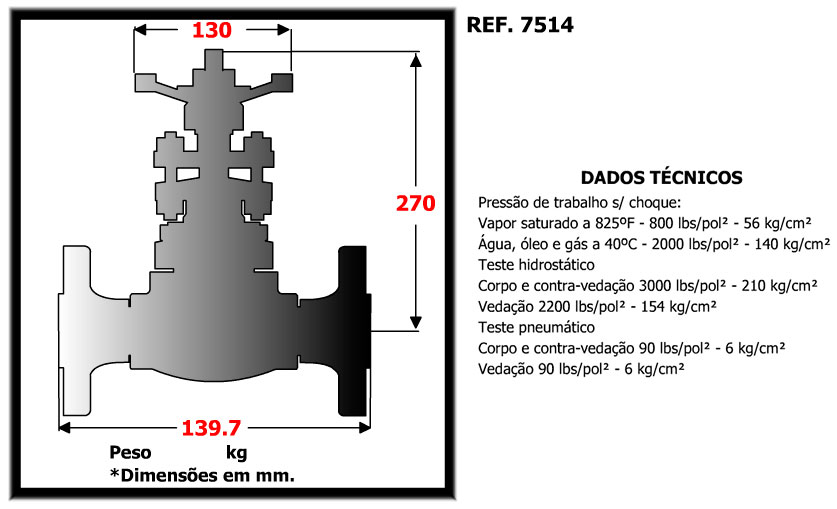 130
REF. 7514
270
139.7
Peso kg
*Dimensões em mm.
DADOS TÉCNICOS
Pressão de trabalho s/ choque:
Vapor saturado a 825ºF - 800 lbs/pol² - 56 kg/cm²
Água, óleo e gás a 40ºC - 2000 lbs/pol² - 140 kg/cm²
Teste hidrostático
Corpo e contra-vedação 3000 lbs/pol² - 210 kg/cm²
Vedação 2200 lbs/pol² - 154 kg/cm²
Teste pneumático
Corpo e contra-vedação 90 lbs/pol² - 6 kg/cm²
Vedação 90 lbs/pol² - 6 kg/cm²